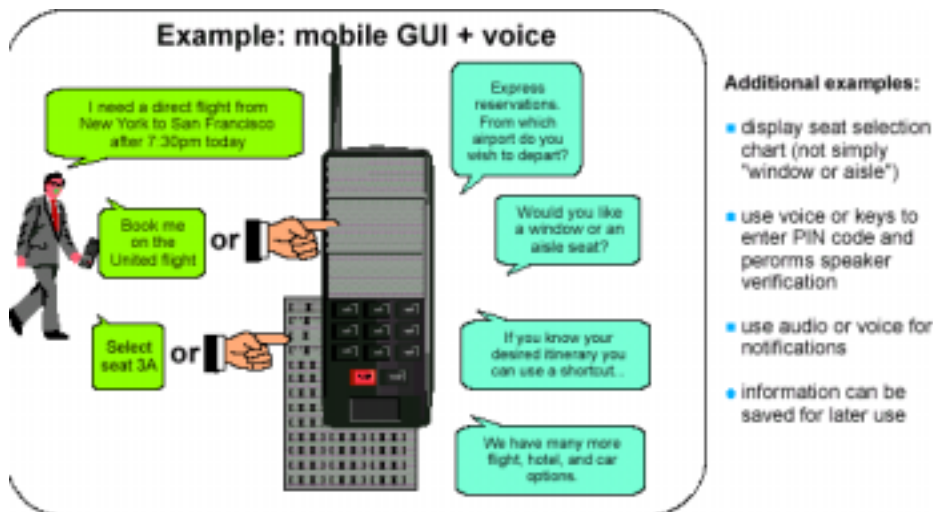 Example: mobile GUI + voice
I need a direct flight from
New York to San Francisco
after 7:30pm today
Book me
on the
United flight
or
Select
seat 3A
or
Express
reservations.
From which
airport do you
wish to depart?
Would you like
a window or an
aisle seat?
If you know your
desired itinerary you
can use a shortcut...
We have many more
flight, hotel, and car
options.
Additional examples:
display seat selection
chart (not simply
"window or aisle")
use voice or keys to
enter PIN code and
perorms speaker
verification
use audio or voice for
notifications
information can be
saved for later use